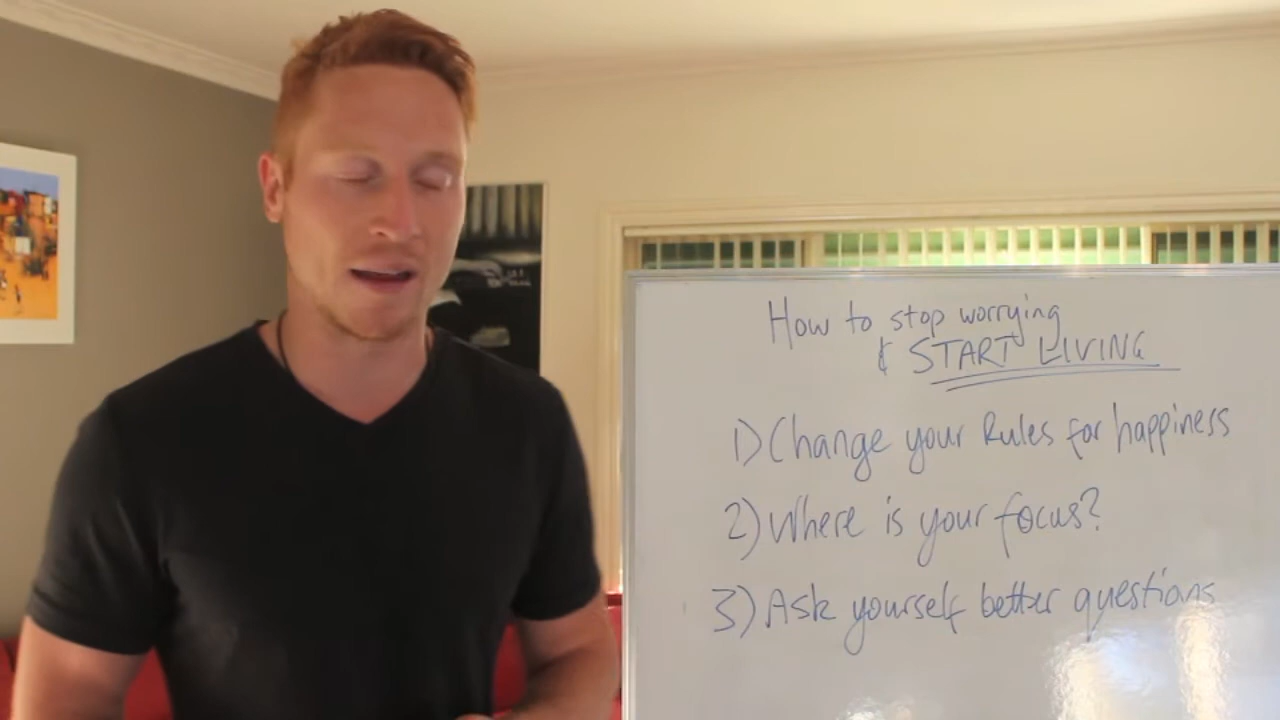 How to stop worrying
& START LIVING
1) Change your Rules for happiness
2) Where is your focus?
3) Ask yourself better questions